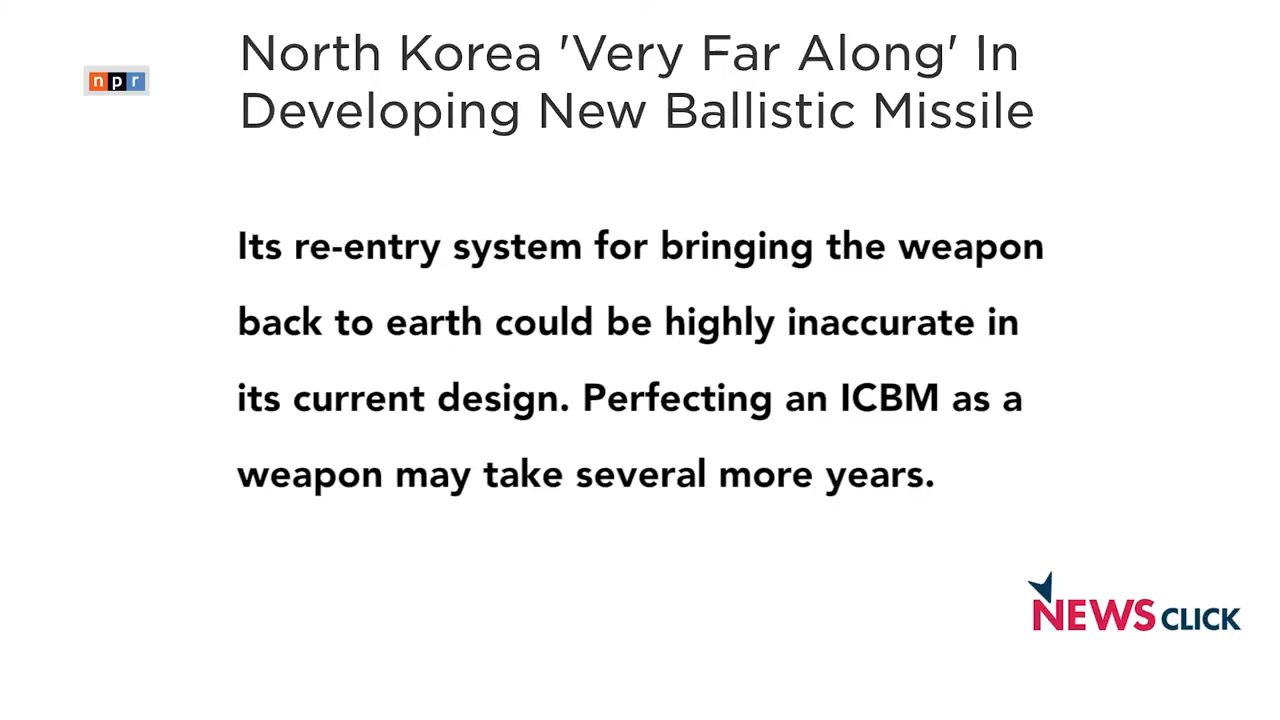 North Korea 'Very Far Along' In
npr
Developing New Ballistic Missile
Its re-entry system for bringing the weapon
back to earth could be highly inaccurate in
its current design. Perfecting an ICBM as a
weapon may take several more years.
NEWSCLICK